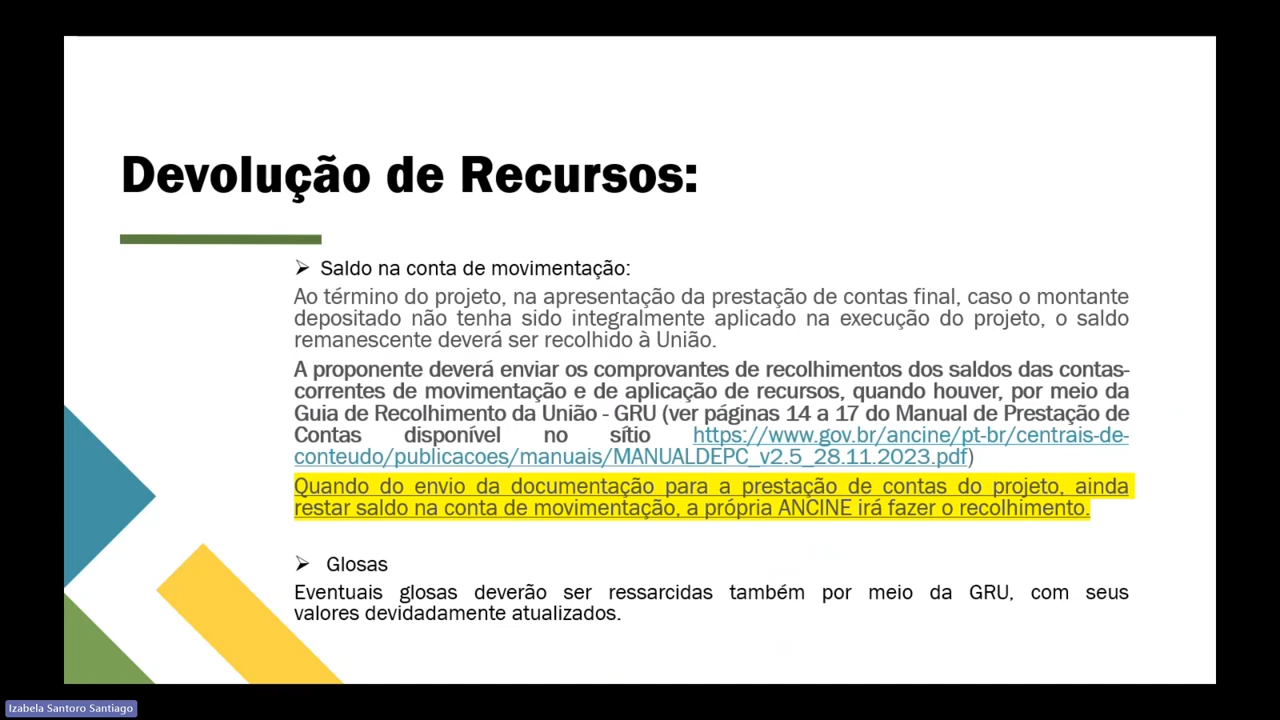 Devolução de Recursos:
➢ Saldo na conta de movimentação:
Ao término do projeto, na apresentação da prestação de contas final, caso o montante
depositado não tenha sido integralmente aplicado na execução do projeto, o saldo
remanescente deverá ser recolhido à União.
A proponente deverá enviar os comprovantes de recolhimentos dos saldos das contas-
correntes de movimentação e de aplicação de recursos, quando houver, por meio da
Guia de Recolhimento da União - GRU (ver páginas 14 a 17 do Manual de Prestação de
Contas disponível no sítio https://www.gov.br/ancine/pt-br/centrais-de-
conteudo/publicacoes/manuais/MANUALDEPC_v2.5_28.11.2023.pdf)
Quando do envio da documentação para a prestação de contas do projeto, ainda
restar saldo na conta de movimentação, a própria ANCINE irá fazer o recolhimento.
➢ Glosas
Eventuais glosas deverão ser ressarcidas também por meio da GRU, com seus
valores devidadamente atualizados.
Izabela Santoro Santiago